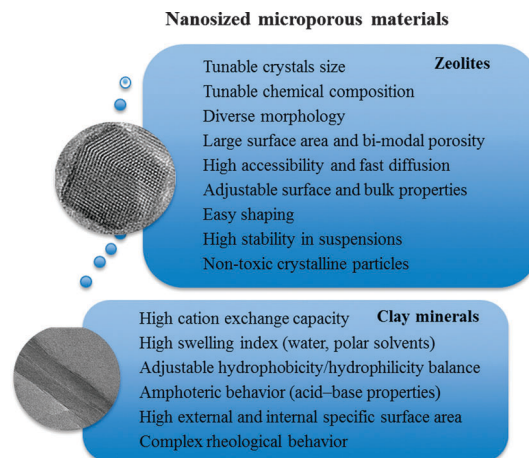 Nanosized microporous materials
Zeolites
Tunable crystals size
Tunable chemical composition
Diverse morphology
Large surface area and bi-modal porosity
High accessibility and fast diffusion
Adjustable surface and bulk properties
Easy shaping
High stability in suspensions
Non-toxic crystalline particles
Clay minerals
High cation exchange capacity
High swelling index (water, polar solvents)
Adjustable hydrophobicity/hydrophilicity balance
Amphoteric behavior (acid–base properties)
High external and internal specific surface area
Complex rheological behavior